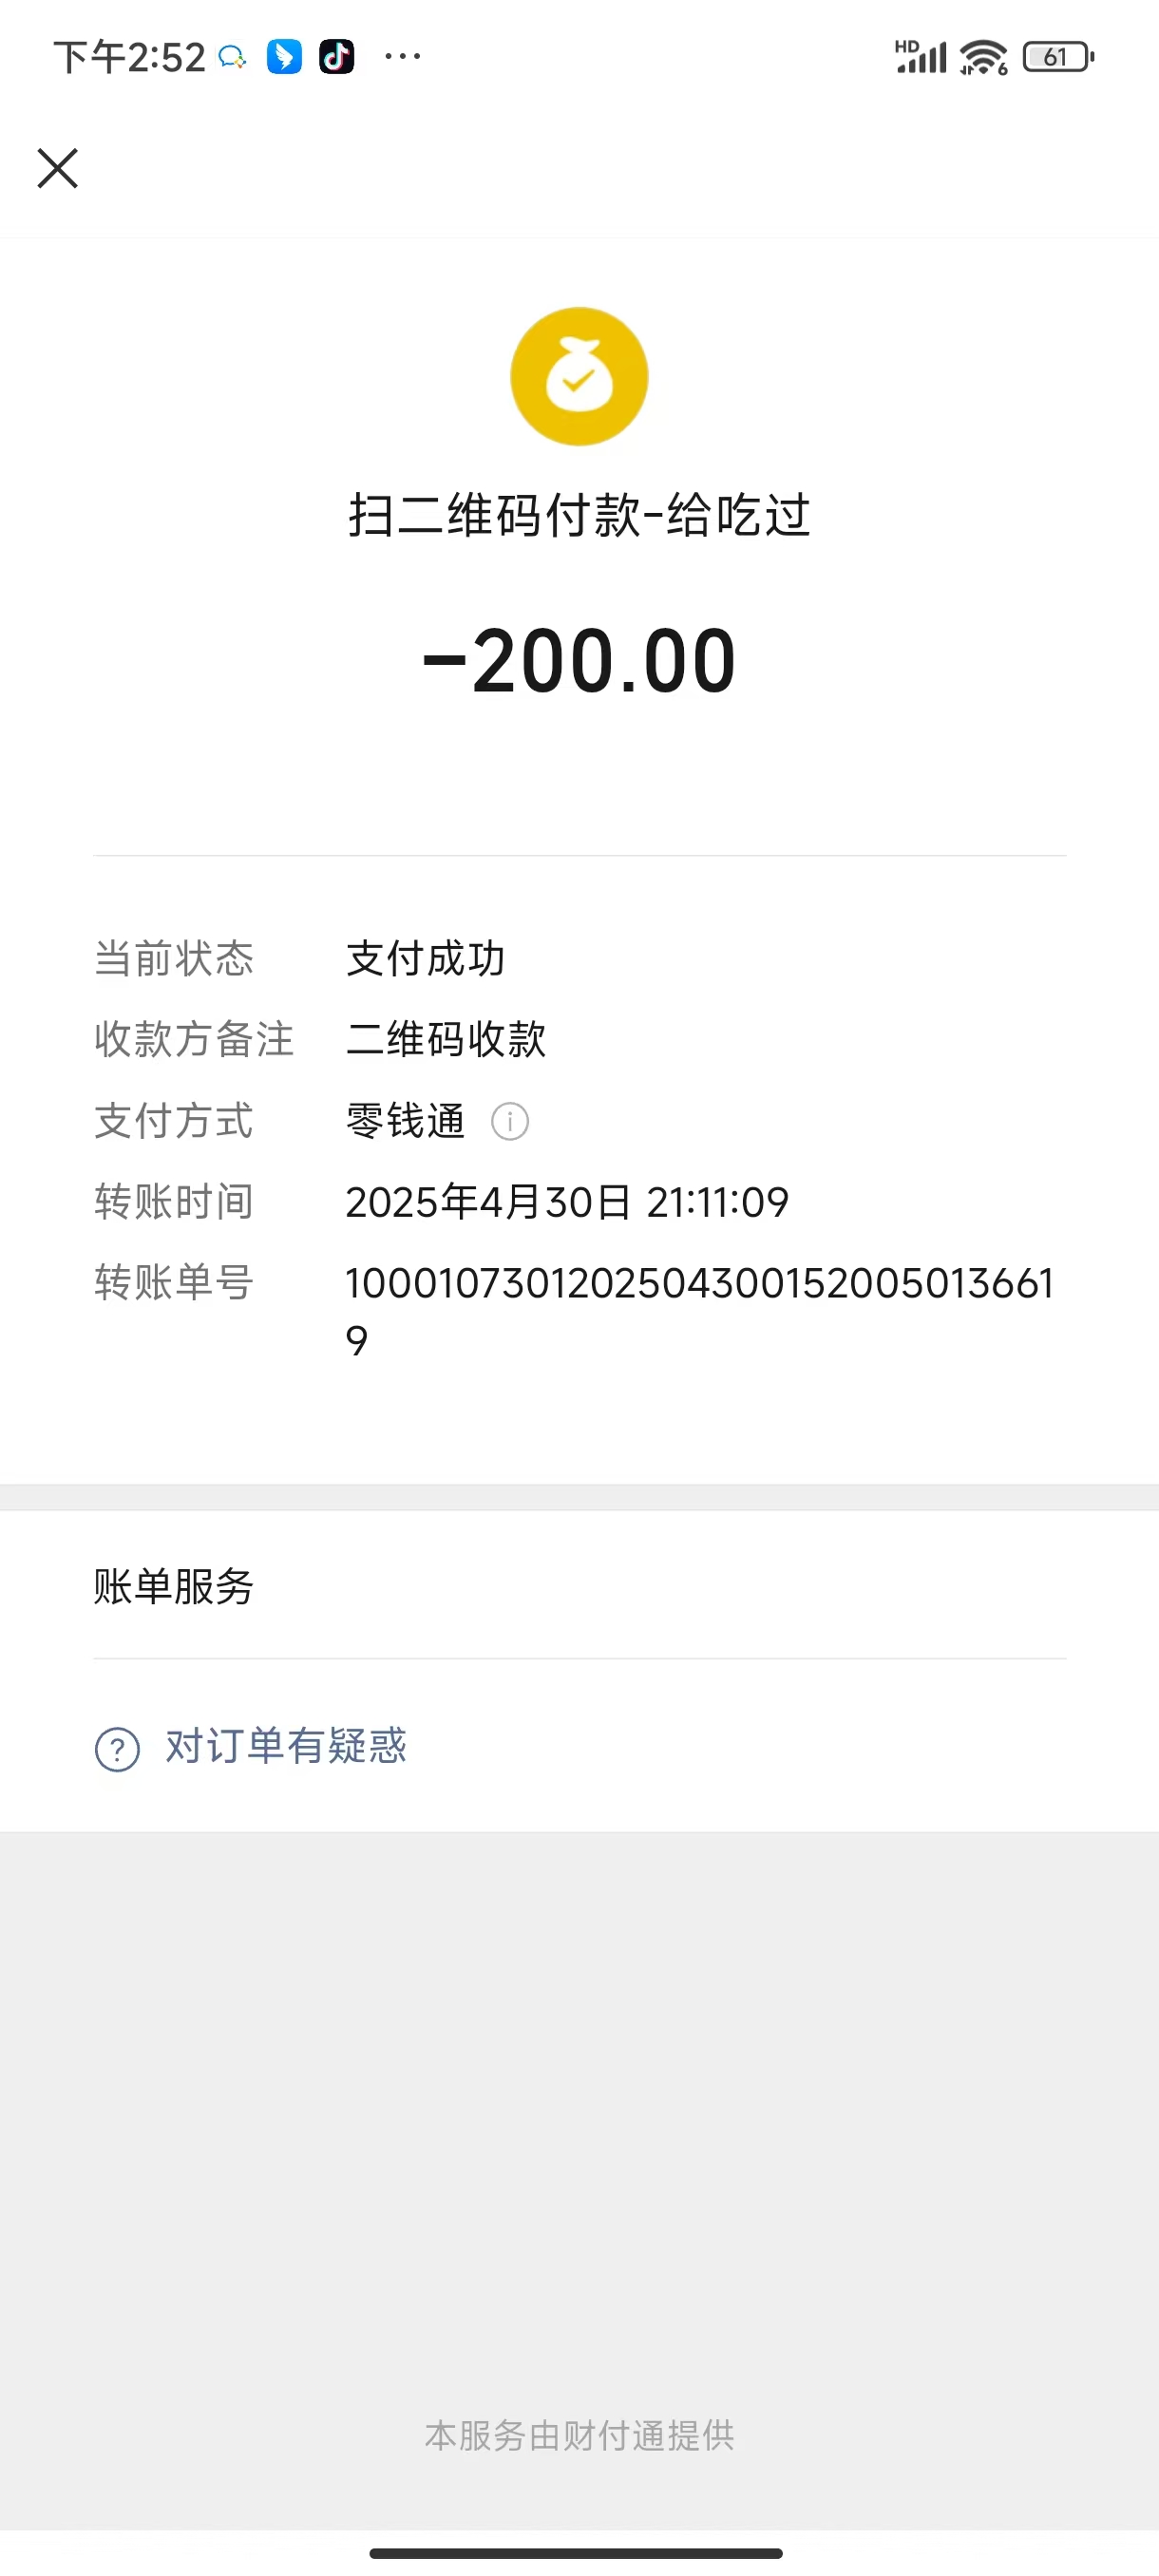 下午2:52
HD
6
61
扫二维码付款-给吃过
-200.00
当前状态 支付成功
收款方备注 二维码收款
支付方式 零钱通
转账时间 2025年4月30日 21:11:09
转账单号 1000107301202504300152005013661
9
账单服务
对订单有疑惑
本服务由财付通提供